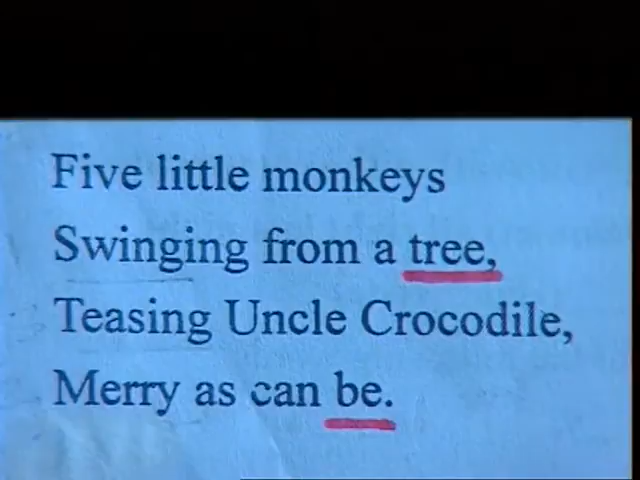 Five little monkeys
Swinging from a tree,
Teasing Uncle Crocodile,
Merry as can be.